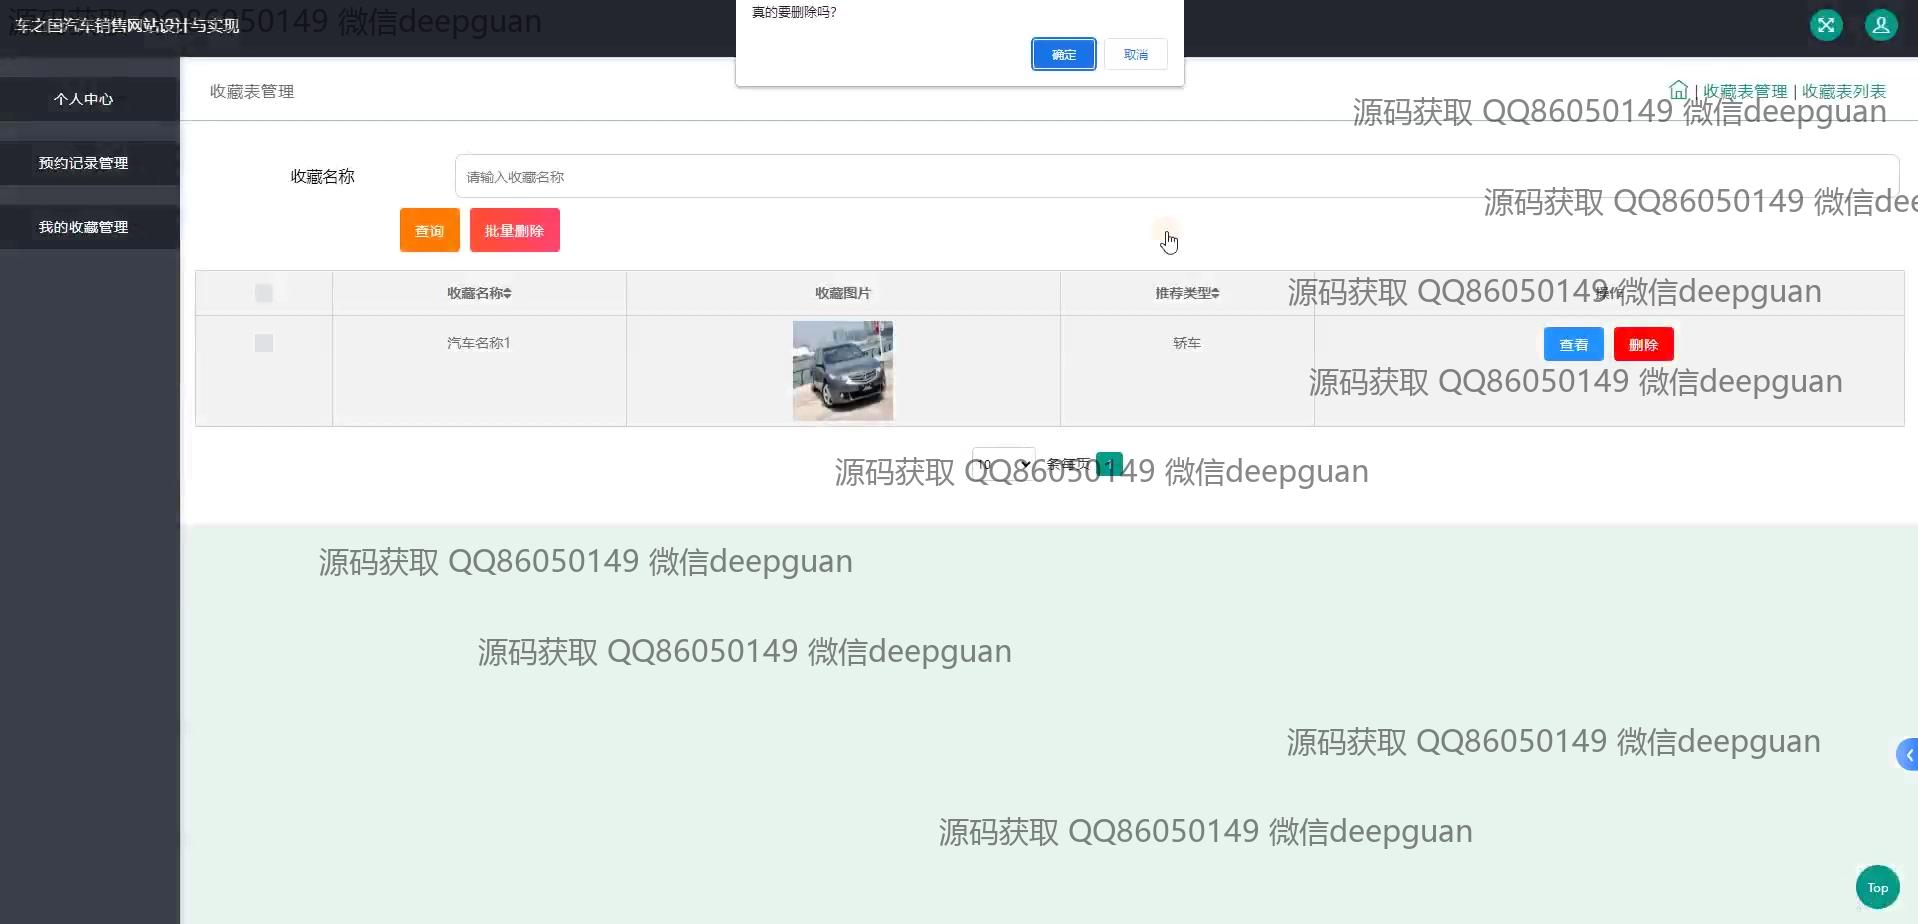 源码获取 QQ86050149 微信deepguan
车之国汽车销售网站设计与实现
真的要删除吗?
确定
取消
个人中心
预约记录管理
我的收藏管理
收藏表管理
| 收藏表管理 | 收藏表列表
源码获取 QQ86050149 微信deepguan
收藏名称
请输入收藏名称
源码获取 QQ86050149 微信dee
查询
批量删除
收藏名称
收藏图片
推荐类型
操作
源码获取 QQ86050149 微信deepguan
汽车名称1
轿车
查看
删除
源码获取 QQ86050149 微信deepguan
10
条每页
1
源码获取 QQ86050149 微信deepguan
源码获取 QQ86050149 微信deepguan
源码获取 QQ86050149 微信deepguan
源码获取 QQ86050149 微信deepguan
源码获取 QQ86050149 微信deepguan
Top